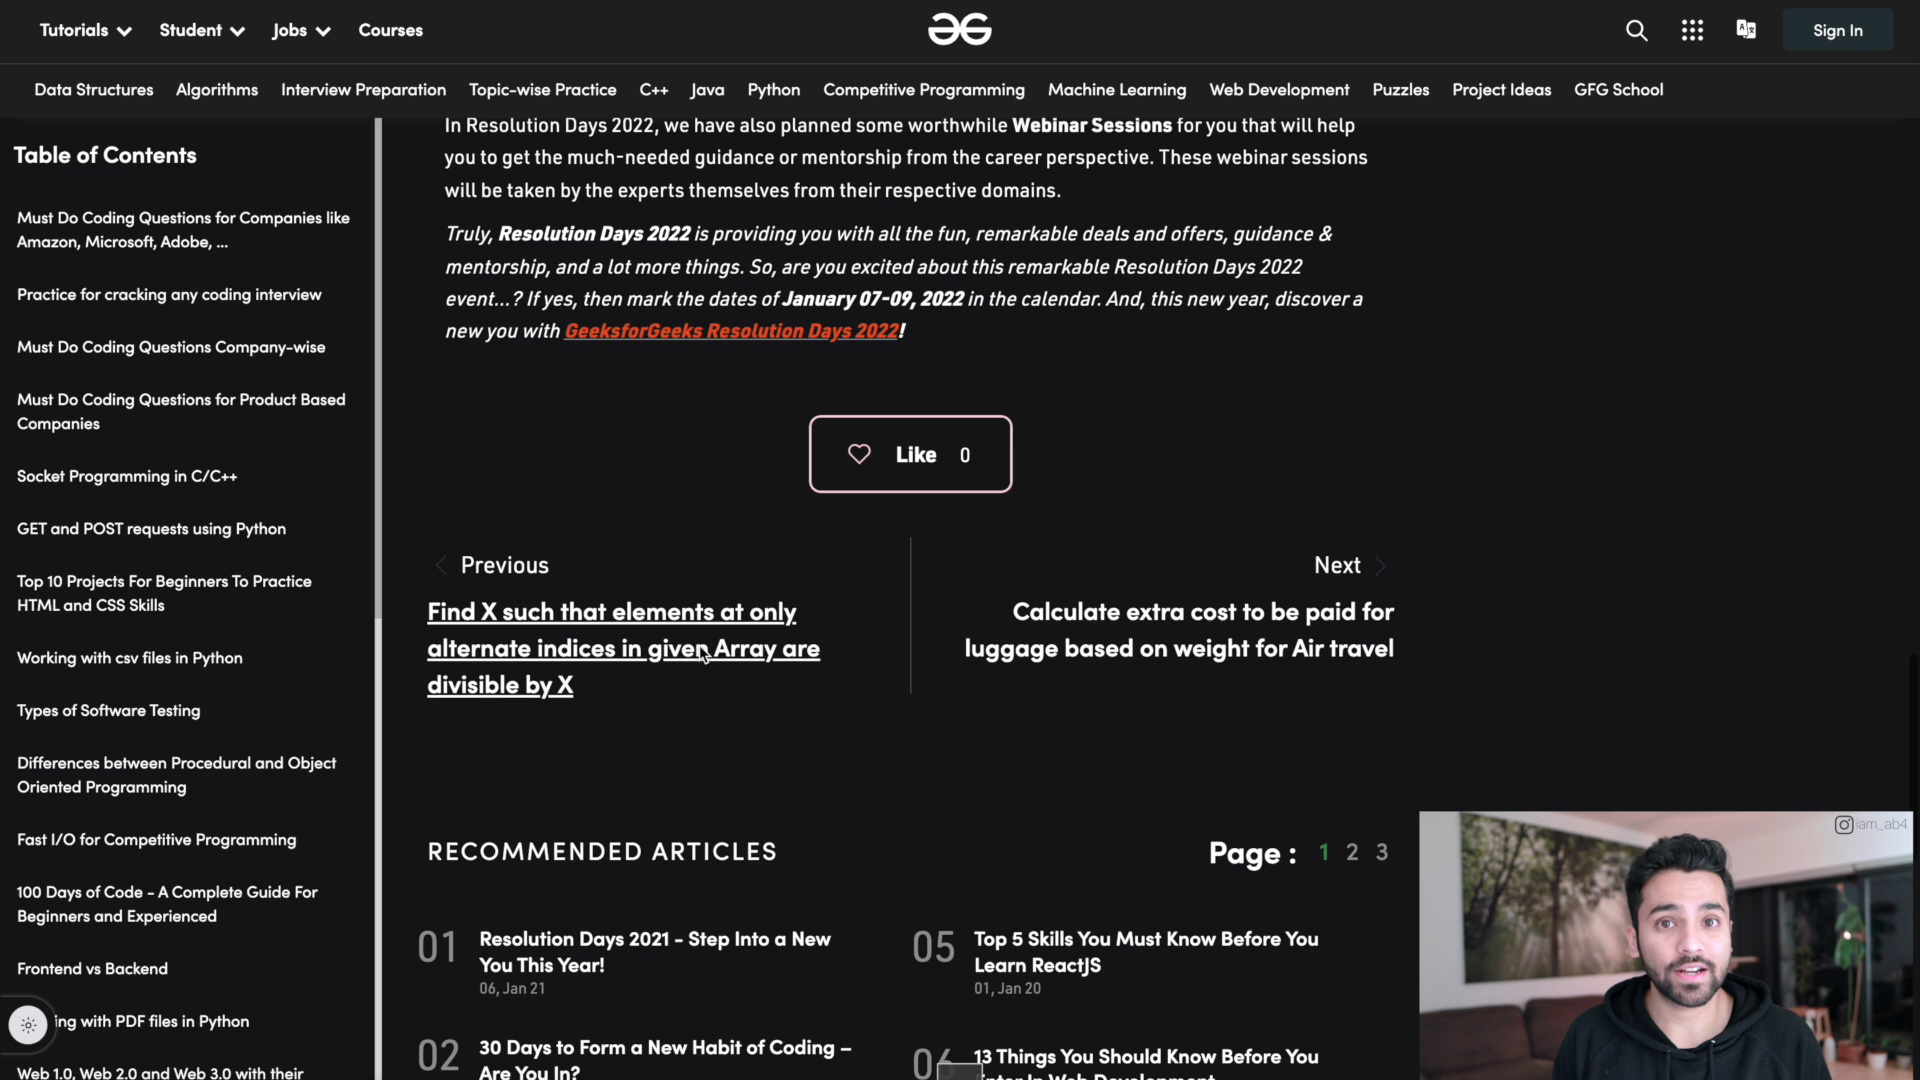 Tutorials Student Jobs Courses Sign In
Data Structures Algorithms Interview Preparation Topic-wise Practice C++ Java Python Competitive Programming Machine Learning Web Development Puzzles Project Ideas GFG School
Table of Contents
Must Do Coding Questions for Companies like
Amazon, Microsoft, Adobe, ...
Practice for cracking any coding interview
Must Do Coding Questions Company-wise
Must Do Coding Questions for Product Based
Companies
Socket Programming in C/C++
GET and POST requests using Python
Top 10 Projects For Beginners To Practice
HTML and CSS Skills
Working with csv files in Python
Types of Software Testing
Differences between Procedural and Object
Oriented Programming
Fast I/O for Competitive Programming
100 Days of Code - A Complete Guide For
Beginners and Experienced
Frontend vs Backend
ing with PDF files in Python
Web 1.0, Web 2.0 and Web 3.0 with their
In Resolution Days 2022, we have also planned some worthwhile Webinar Sessions for you that will help
you to get the much-needed guidance or mentorship from the career perspective. These webinar sessions
will be taken by the experts themselves from their respective domains.
Truly, Resolution Days 2022 is providing you with all the fun, remarkable deals and offers, guidance &
mentorship, and a lot more things. So, are you excited about this remarkable Resolution Days 2022
event...? If yes, then mark the dates of January 07-09, 2022 in the calendar. And, this new year, discover a
new you with GeeksforGeeks Resolution Days 2022!
Like 0
Previous
Find X such that elements at only
alternate indices in given Array are
divisible by X
Next
Calculate extra cost to be paid for
luggage based on weight for Air travel
RECOMMENDED ARTICLES
Page : 1 2 3
01 Resolution Days 2021 - Step Into a New
You This Year!
06, Jan 21
02 30 Days to Form a New Habit of Coding –
Are You In?
05 Top 5 Skills You Must Know Before You
Learn ReactJS
01, Jan 20
06 13 Things You Should Know Before You
Enter In Web Development
iam_ab4